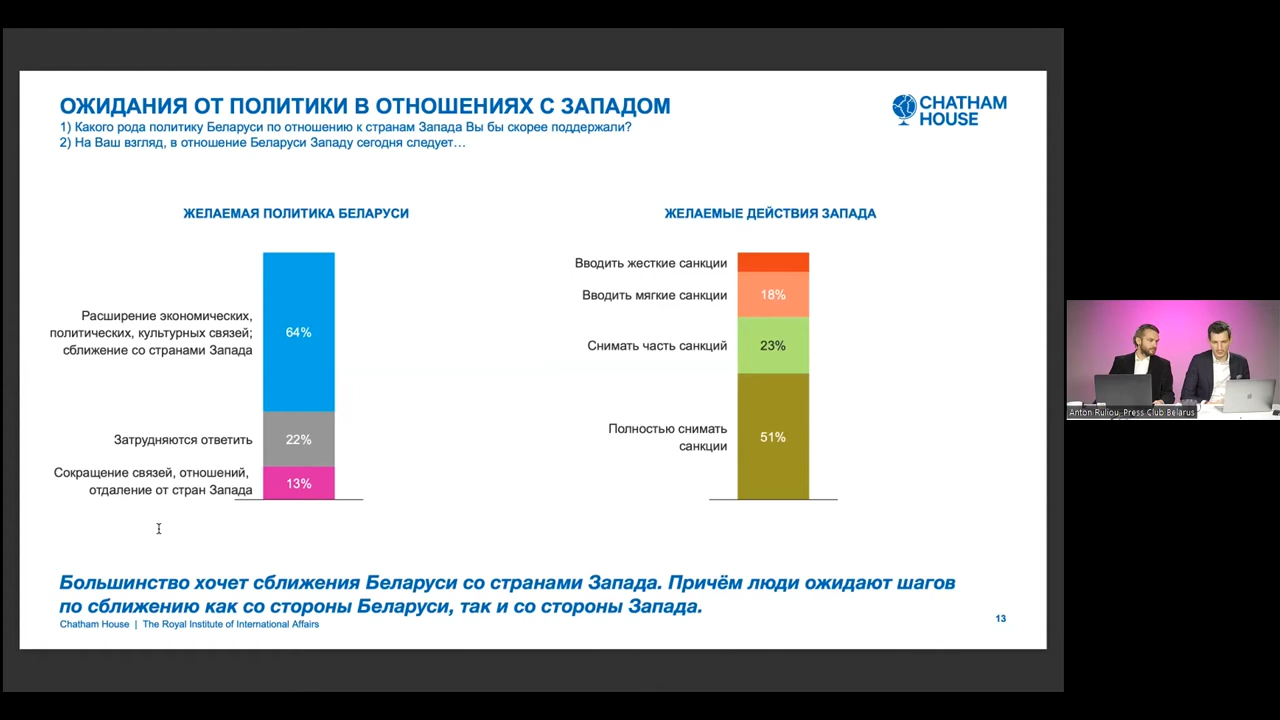 ОЖИДАНИЯ ОТ ПОЛИТИКИ В ОТНОШЕНИЯХ С ЗАПАДОМ
1) Какого рода политику Беларуси по отношению к странам Запада Вы бы скорее поддержали?
2) На Ваш взгляд, в отношение Беларуси Западу сегодня следует…
CHATHAM
HOUSE
ЖЕЛАЕМАЯ ПОЛИТИКА БЕЛАРУСИ
Расширение экономических,
политических, культурных связей;
сближение со странами Запада
64%
Затрудняются ответить
22%
Сокращение связей, отношений,
отдаление от стран Запада
13%
ЖЕЛАЕМЫЕ ДЕЙСТВИЯ ЗАПАДА
Вводить жесткие санкции
Вводить мягкие санкции
18%
Снимать часть санкций
23%
Полностью снимать
санкции
51%
Большинство хочет сближения Беларуси со странами Запада. Причём люди ожидают шагов
по сближению как со стороны Беларуси, так и со стороны Запада.
Chatham House | The Royal Institute of International Affairs
13
Anton Ruliou, Press Club Belarus